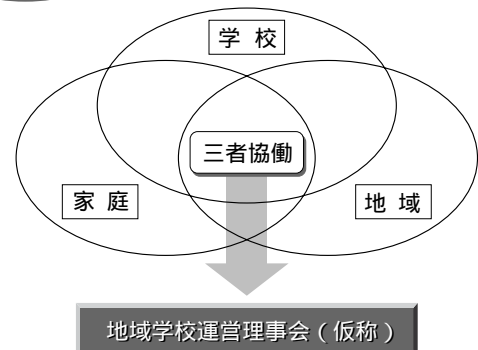 学 校
三者協働
家 庭
地 域
地域学校運営理事会（仮称）